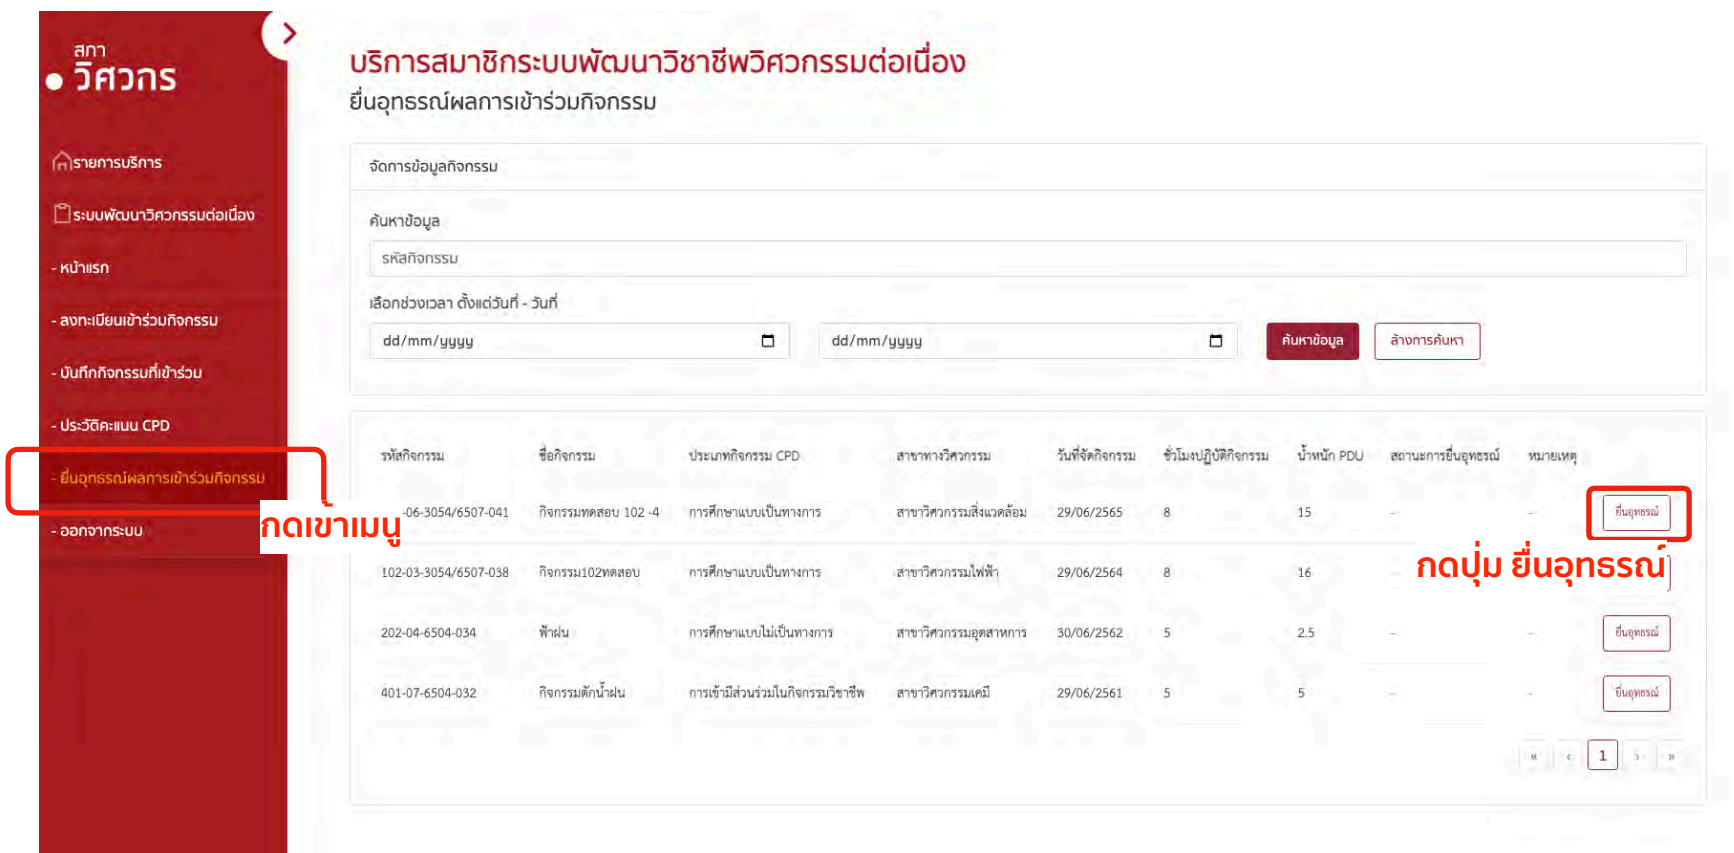 สภา
วิศวกร
รายการบริการ
ระบบพัฒนาวิศวกรรมต่อเนื่อง
- หน้าแรก
- ลงทะเบียนเข้าร่วมกิจกรรม
- บันทึกกิจกรรมที่เข้าร่วม
- ประวัติคะแนน CPD
- ยื่นอุทธรณ์ผลการเข้าร่วมกิจกรรม
- ออกจากระบบ
กดเข้าเมนู
บริการสมาชิกระบบพัฒนาวิชาชีพวิศวกรรมต่อเนื่อง
ยื่นอุทธรณ์ผลการเข้าร่วมกิจกรรม
จัดการข้อมูลกิจกรรม
ค้นหาข้อมูล
รหัสกิจกรรม
เลือกช่วงเวลา ตั้งแต่วันที่ - วันที่
dd/mm/yyyy dd/mm/yyyy ค้นหาข้อมูล ล้างการค้นหา
รหัสกิจกรรม ชื่อกิจกรรม ประเภทกิจกรรม CPD สาขาทางวิศวกรรม วันที่จัดกิจกรรม ชั่วโมงปฏิบัติกิจกรรม น้ำหนัก PDU สถานะการยื่นอุทธรณ์ หมายเหตุ
-06-3054/6507-041 กิจกรรมทดสอบ 102 -4 การศึกษาแบบเป็นทางการ สาขาวิศวกรรมสิ่งแวดล้อม 29/06/2565 8 15 - - ยื่นอุทธรณ์
กดปุ่ม ยื่นอุทธรณ์
102-03-3054/6507-038 กิจกรรม102ทดสอบ การศึกษาแบบเป็นทางการ สาขาวิศวกรรมไฟฟ้า 29/06/2564 8 16 -
202-04-6504-034 ฟ้าฝน การศึกษาแบบไม่เป็นทางการ สาขาวิศวกรรมอุตสาหการ 30/06/2562 5 2.5 - - ยื่นอุทธรณ์
401-07-6504-032 กิจกรรมตักน้ำฝน การเข้ามีส่วนร่วมในกิจกรรมวิชาชีพ สาขาวิศวกรรมเคมี 29/06/2561 5 5 - - ยื่นอุทธรณ์
« ‹ 1 › »